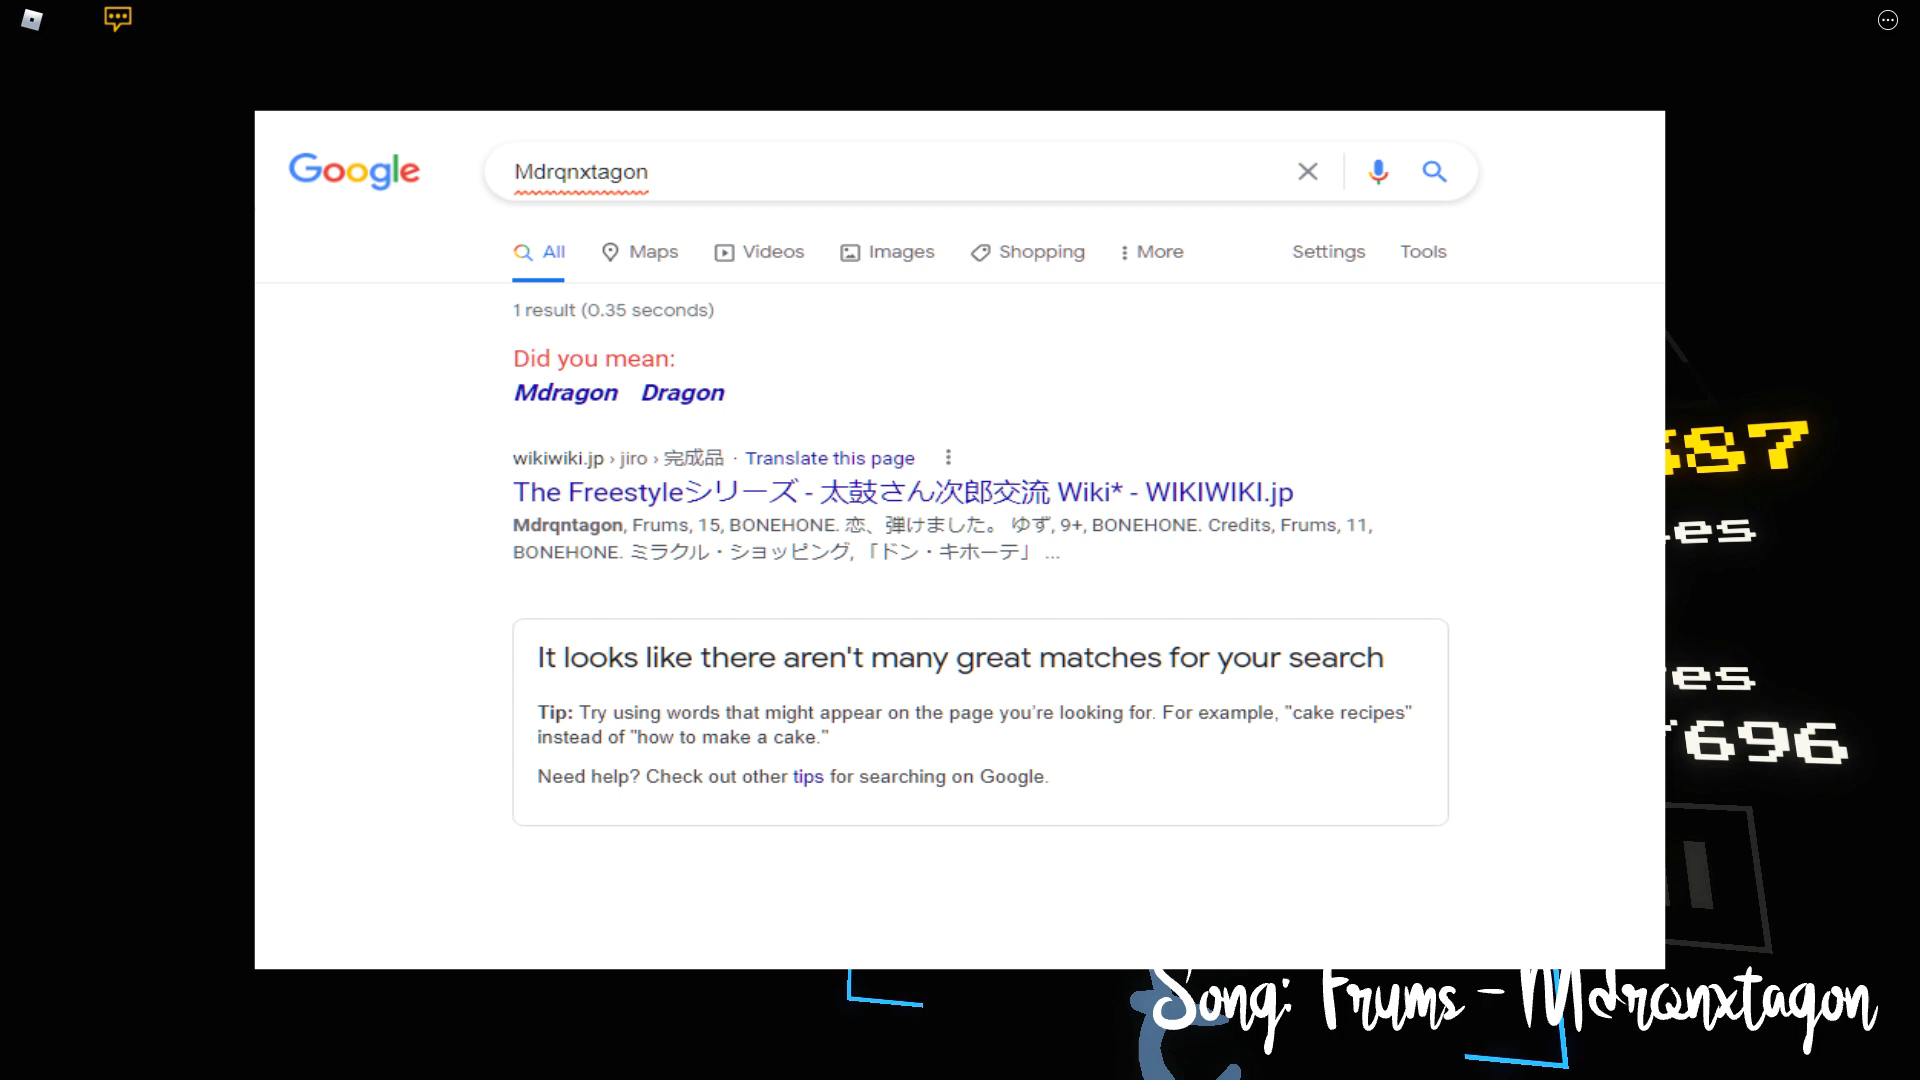 Google
Mdrqnxtagon
All Maps Videos Images Shopping More Settings Tools
1 result (0.35 seconds)
Did you mean:
Mdragon Dragon
wikiwiki.jp › jiro › 完成品 · Translate this page
The Freestyleシリーズ - 太鼓さん次郎交流 Wiki* - WIKIWIKI.jp
Mdrqntagon, Frums, 15, BONEHONE. 恋、弾けました。 ゆず, 9+, BONEHONE. Credits, Frums, 11,
BONEHONE. ミラクル・ショッピング, 「ドン・キホーテ」 ...
It looks like there aren't many great matches for your search
Tip: Try using words that might appear on the page you're looking for. For example, "cake recipes"
instead of "how to make a cake."
Need help? Check out other tips for searching on Google.
87
es
es
696
Song: Frums - Mdrqnxtagon